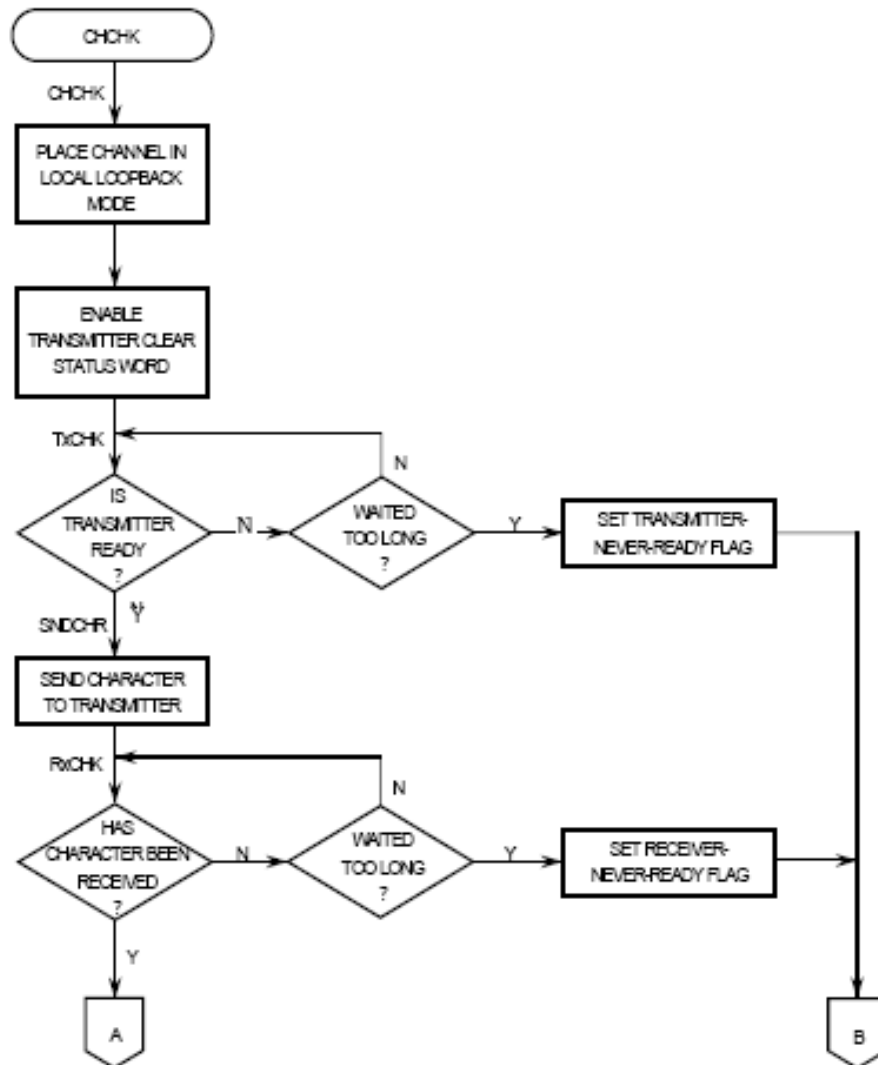 CHCHK
CHCHK
PLACE CHANNEL IN
LOCAL LOOPBACK
MODE
ENABLE
TRANSMITTER CLEAR
STATUS WORD
TxCHK
N
IS
TRANSMITTER
READY
?
N
WAITED
TOO LONG
?
Y
SET TRANSMITTER-
NEVER-READY FLAG
Y
SNDCHR
SEND CHARACTER
TO TRANSMITTER
RxCHK
N
HAS
CHARACTER BEEN
RECEIVED
?
N
WAITED
TOO LONG
?
Y
SET RECEIVER-
NEVER-READY FLAG
Y
A
B